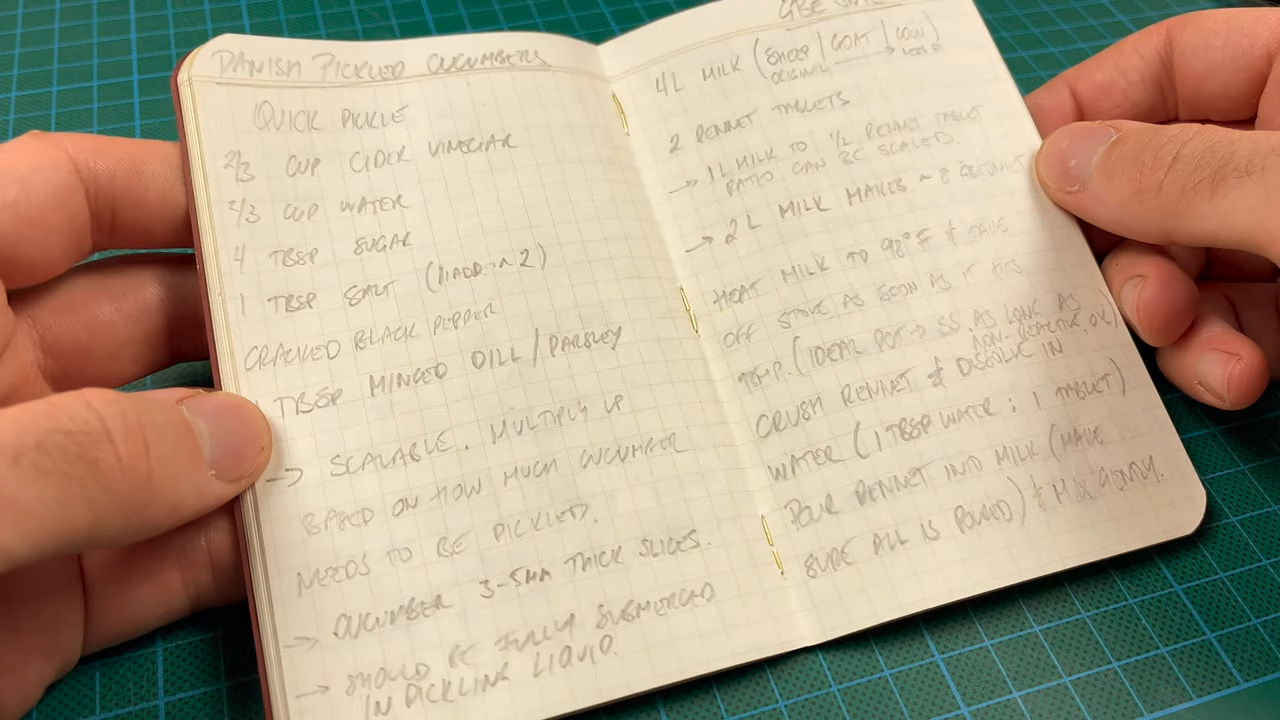 DANISH PICKLED CUCUMBERS
QUICK PICKLE
2/3 CUP CIDER VINEGAR
2/3 CUP WATER
4 TBSP SUGAR
1 TBSP SALT (ADD in 2)
CRACKED BLACK PEPPER
TBSP MINCED DILL / PARSLEY
→ SCALABLE. MULTIPLY UP
BASED ON HOW MUCH CUCUMBER
NEEDS TO BE PICKLED.
→ CUCUMBER 3-5MM THICK SLICES.
→ SHOULD BE FULLY SUBMERGED
IN PICKLING LIQUID.
4L MILK (SHEEP / GOAT / COW)
ORIGINAL →
2 RENNET TABLETS
→ 1L MILK TO 1/2 RENNET TABLET
RATIO CAN BE SCALED.
→ 2L MILK MAKES ~ 8
HEAT MILK TO 98°F & TAKE
OFF STOVE AS SOON AS IT HITS
TEMP. (IDEAL POT → SS, AS LONG AS
NON-REACTIVE, OK)
CRUSH RENNET & DISSOLVE IN
WATER (1 TBSP WATER : 1 TABLET)
POUR RENNET INTO MILK (MAKE
SURE ALL IS POURED) & MIX GENTLY.